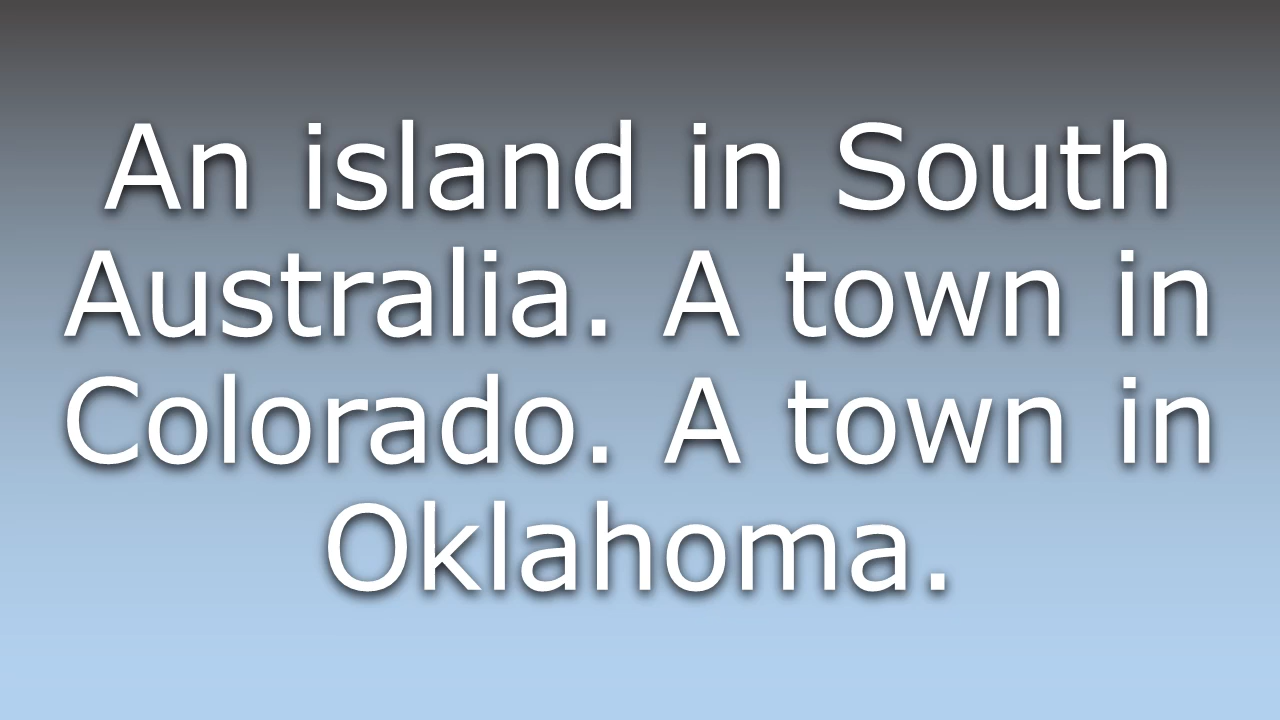 An island in South
Australia. A town in
Colorado. A town in
Oklahoma.